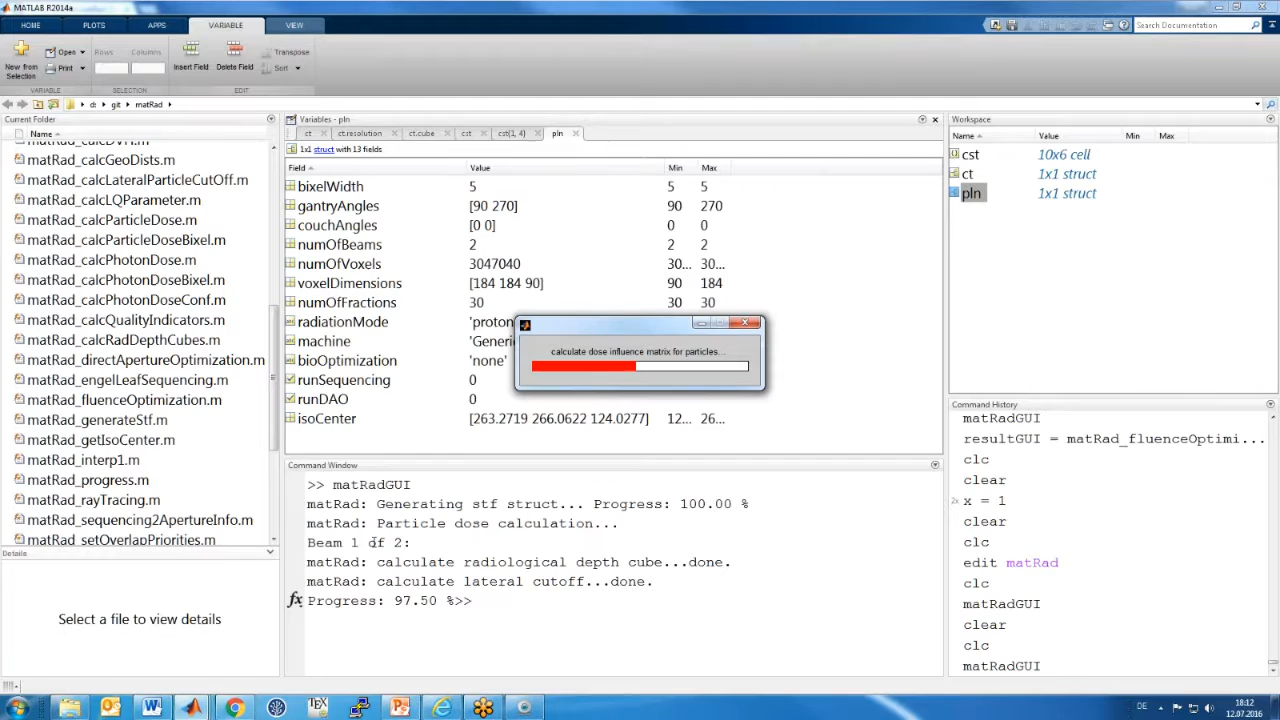 MATLAB R2014a
HOME
PLOTS
APPS
VARIABLE
VIEW
Search Documentation
New from
Selection
Open
Print
Rows
Columns
Insert Field
Delete Field
Transpose
Sort
VARIABLE
SELECTION
EDIT
d:
git
matRad
Current Folder
Name
matRad_calcDVH.m
matRad_calcGeoDists.m
matRad_calcLateralParticleCutOff.m
matRad_calcLQParameter.m
matRad_calcParticleDose.m
matRad_calcParticleDoseBixel.m
matRad_calcPhotonDose.m
matRad_calcPhotonDoseBixel.m
matRad_calcPhotonDoseConf.m
matRad_calcQualityIndicators.m
matRad_calcRadDepthCubes.m
matRad_directApertureOptimization.m
matRad_engelLeafSequencing.m
matRad_fluenceOptimization.m
matRad_generateStf.m
matRad_getIsoCenter.m
matRad_interp1.m
matRad_progress.m
matRad_rayTracing.m
matRad_sequencing2ApertureInfo.m
matRad_setOverlapPriorities.m
Details
Select a file to view details
Variables - pln
ct
ct.resolution
ct.cube
cst
cst(1, 4)
pln
1x1 struct with 13 fields
Field
Value
Min
Max
bixelWidth 5 5 5
gantryAngles [90 270] 90 270
couchAngles [0 0] 0 0
numOfBeams 2 2 2
numOfVoxels 3047040 30... 30...
voxelDimensions [184 184 90] 90 184
numOfFractions 30 30 30
radiationMode 'proton
machine 'Generi
bioOptimization 'none'
runSequencing 0
runDAO 0
isoCenter [263.2719 266.0622 124.0277] 12... 26...
calculate dose influence matrix for particles...
Command Window
>> matRadGUI
matRad: Generating stf struct... Progress: 100.00 %
matRad: Particle dose calculation...
Beam 1 of 2:
matRad: calculate radiological depth cube...done.
matRad: calculate lateral cutoff...done.
fx Progress: 97.50 %>>
Workspace
Name
Value
Min
Max
cst 10x6 cell
ct 1x1 struct
pln 1x1 struct
Command History
matRadGUI
resultGUI = matRad_fluenceOptimi...
clc
clear
2x x = 1
clear
clc
edit matRad
clc
matRadGUI
clear
clc
matRadGUI
DE
18:12
12.07.2016